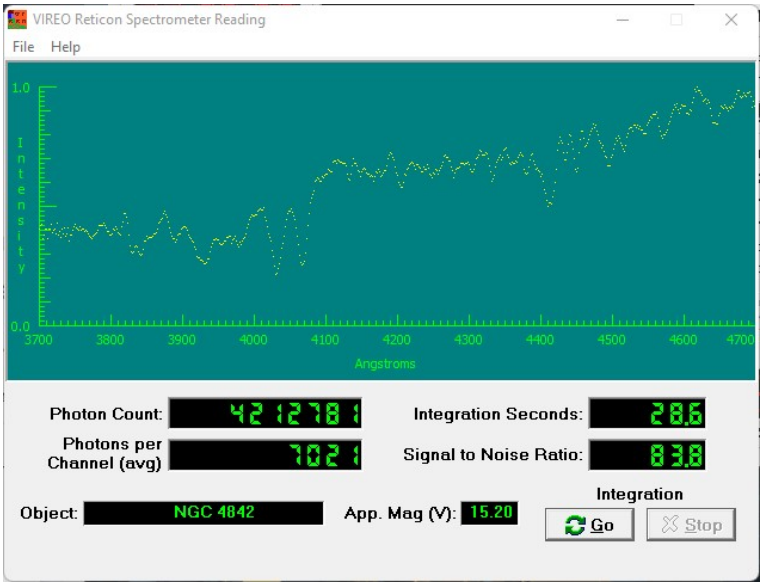 VIREO Reticon Spectrometer Reading
File Help
1.0
Intensity
0.0
3700 3800 3900 4000 4100 4200 4300 4400 4500 4600 4700
Angstroms
Photon Count: 4212781 Integration Seconds: 28.6
Photons per Channel (avg) 7021 Signal to Noise Ratio: 83.8
Integration
Object: NGC 4842 App. Mag (V): 15.20 Go Stop